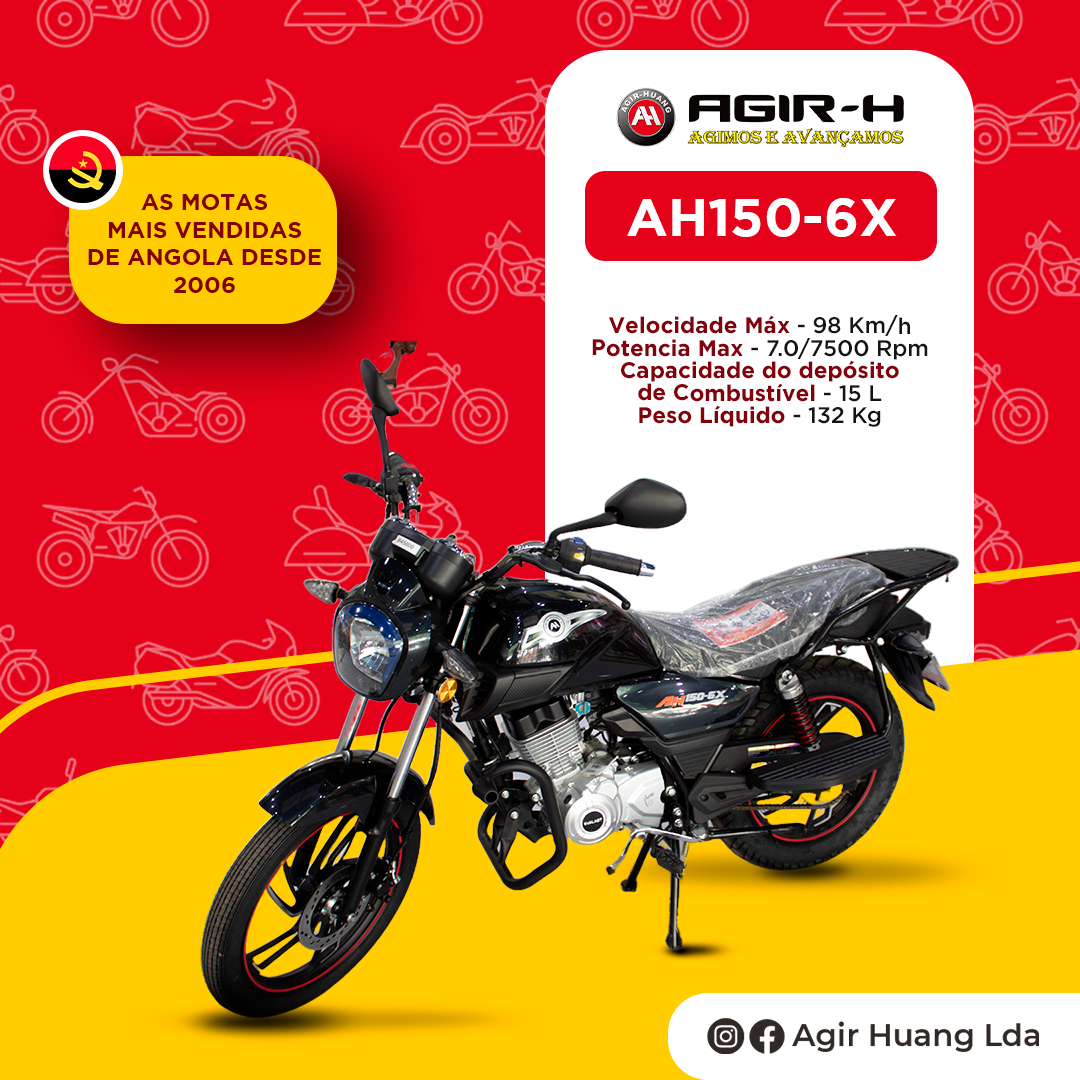 AS MOTAS
MAIS VENDIDAS
DE ANGOLA DESDE
2006
AGIR-HUANG
AH
AGIR-H
AGIMOS E AVANÇAMOS
AH150-6X
Velocidade Máx - 98 Km/h
Potencia Max - 7.0/7500 Rpm
Capacidade do depósito
de Combustível - 15 L
Peso Líquido - 132 Kg
AH
AH150-6X
Agir Huang Lda